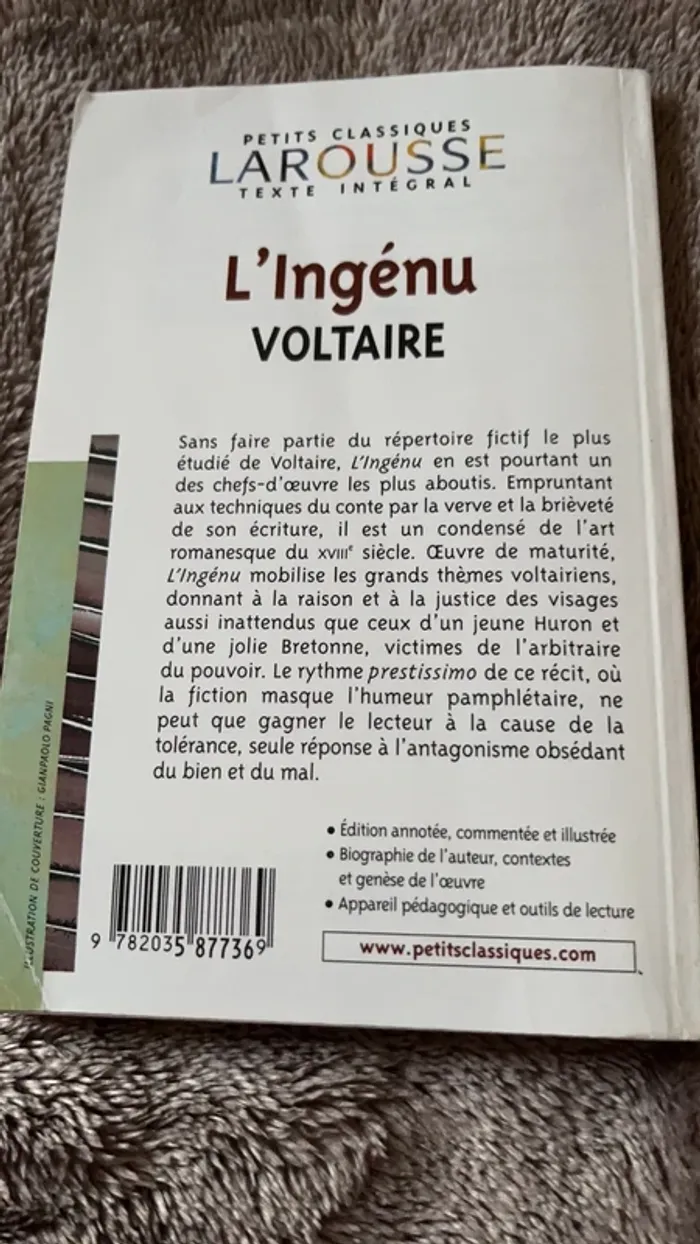 PETITS CLASSIQUES
LAROUSSE
TEXTE INTÉGRAL
L'Ingénu
VOLTAIRE
Sans faire partie du répertoire fictif le plus
étudié de Voltaire, L'Ingénu en est pourtant un
des chefs-d'œuvre les plus aboutis. Empruntant
aux techniques du conte par la verve et la brièveté
de son écriture, il est un condensé de l'art
romanesque du XVIIIe siècle. Œuvre de maturité,
L'Ingénu mobilise les grands thèmes voltairiens,
donnant à la raison et à la justice des visages
aussi inattendus que ceux d'un jeune Huron et
d'une jolie Bretonne, victimes de l'arbitraire
du pouvoir. Le rythme prestissimo de ce récit, où
la fiction masque l'humeur pamphlétaire, ne
peut que gagner le lecteur à la cause de la
tolérance, seule réponse à l'antagonisme obsédant
du bien et du mal.
• Édition annotée, commentée et illustrée
• Biographie de l'auteur, contextes
et genèse de l'œuvre
• Appareil pédagogique et outils de lecture
www.petitsclassiques.com
9 782035 877369
ILLUSTRATION DE COUVERTURE : GIANPAOLO PAGNI